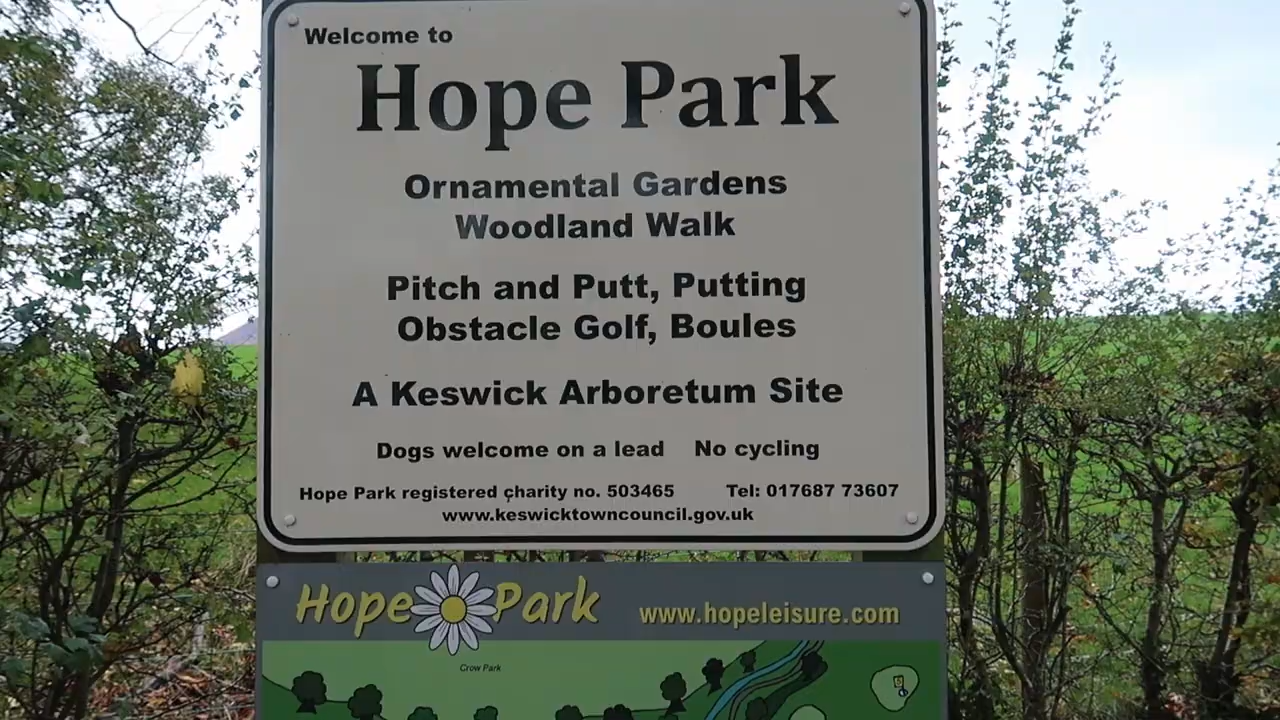 Welcome to
Hope Park
Ornamental Gardens
Woodland Walk
Pitch and Putt, Putting
Obstacle Golf, Boules
A Keswick Arboretum Site
Dogs welcome on a lead No cycling
Hope Park registered charity no. 503465 Tel: 017687 73607
www.keswicktowncouncil.gov.uk
Hope Park www.hopeleisure.com
Crow Park